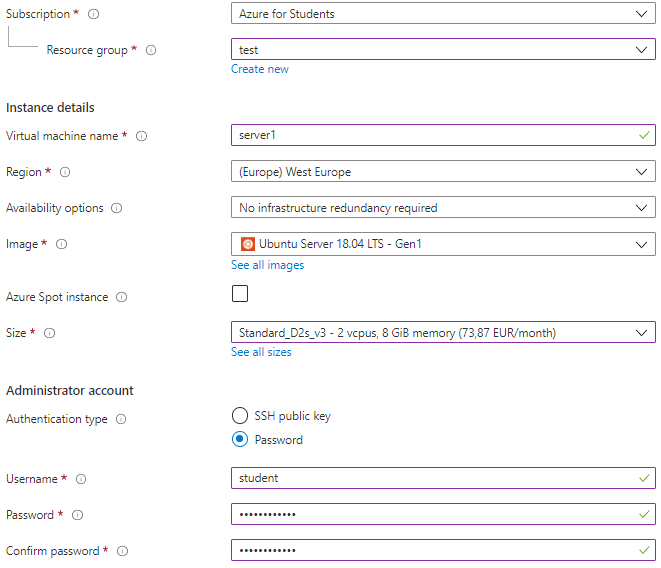 Subscription * Azure for Students
Resource group * test
Create new
Instance details
Virtual machine name * server1
Region * (Europe) West Europe
Availability options No infrastructure redundancy required
Image * Ubuntu Server 18.04 LTS - Gen1
See all images
Azure Spot instance
Size * Standard_D2s_v3 - 2 vcpus, 8 GiB memory (73,87 EUR/month)
See all sizes
Administrator account
Authentication type SSH public key
Password
Username * student
Password * ••••••••••••
Confirm password * ••••••••••••